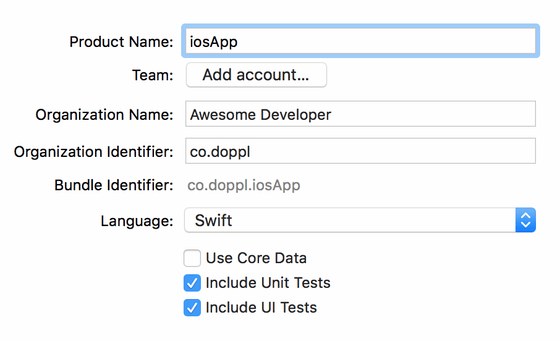 Product Name: iosApp
Team: Add account...
Organization Name: Awesome Developer
Organization Identifier: co.doppl
Bundle Identifier: co.doppl.iosApp
Language: Swift
Use Core Data
Include Unit Tests
Include UI Tests